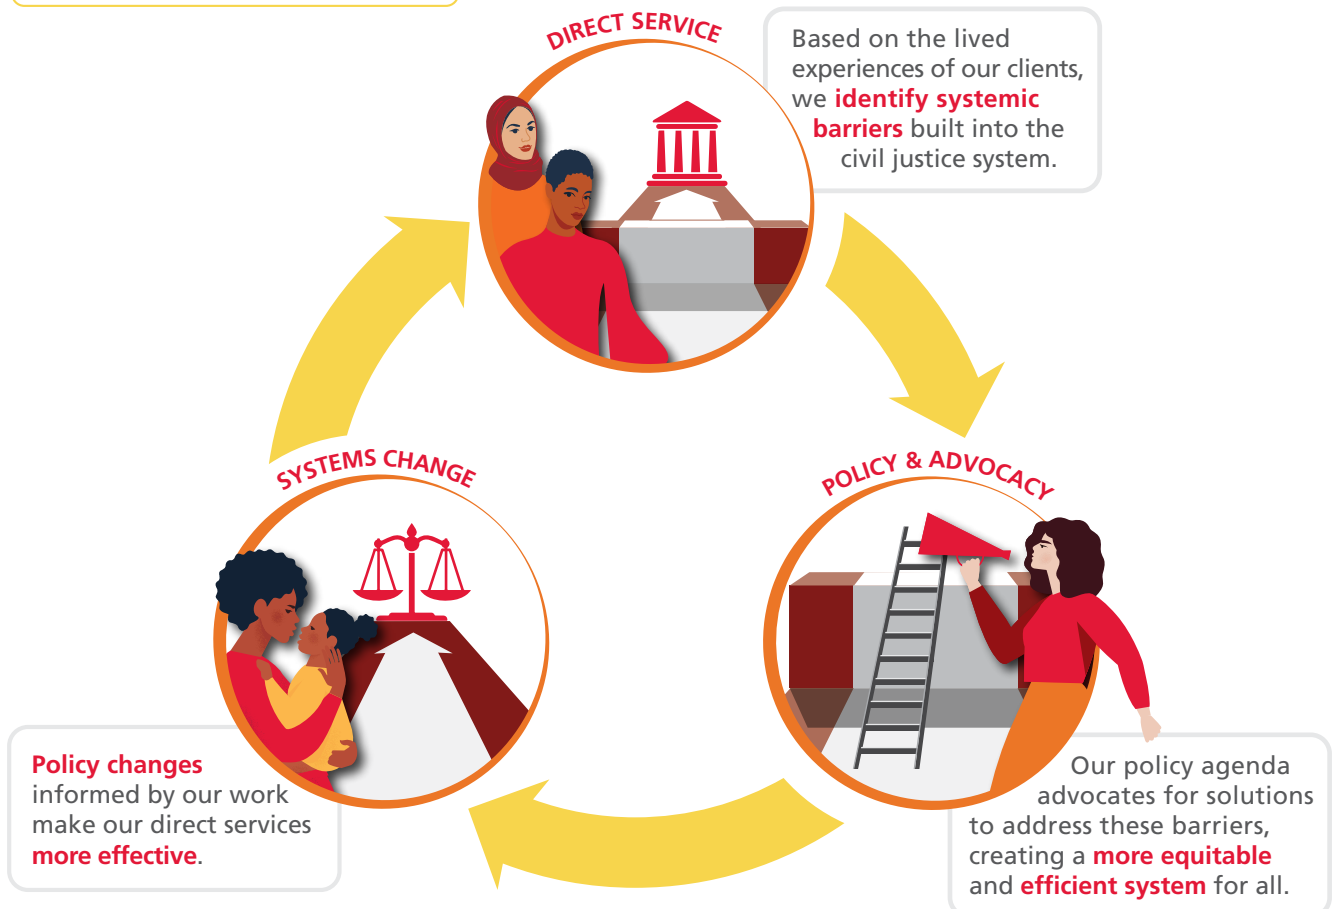 DIRECT SERVICE
Based on the lived
experiences of our clients,
we identify systemic
barriers built into the
civil justice system.
POLICY & ADVOCACY
Our policy agenda
advocates for solutions
to address these barriers,
creating a more equitable
and efficient system for all.
SYSTEMS CHANGE
Policy changes
informed by our work
make our direct services
more effective.